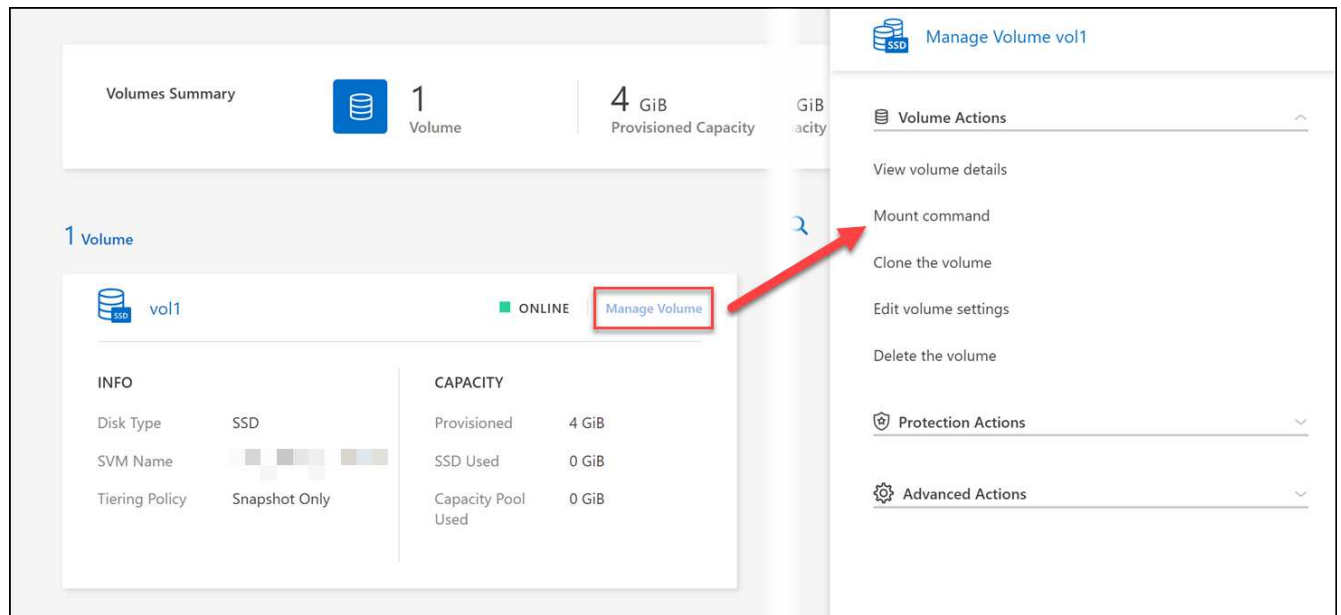 Volumes Summary
1
Volume
4 GiB
Provisioned Capacity
GiB
acity
1 Volume
SSD
vol1
ONLINE
Manage Volume
INFO
Disk Type SSD
SVM Name
Tiering Policy Snapshot Only
CAPACITY
Provisioned 4 GiB
SSD Used 0 GiB
Capacity Pool 0 GiB
Used
SSD
Manage Volume vol1
Volume Actions
View volume details
Mount command
Clone the volume
Edit volume settings
Delete the volume
Protection Actions
Advanced Actions